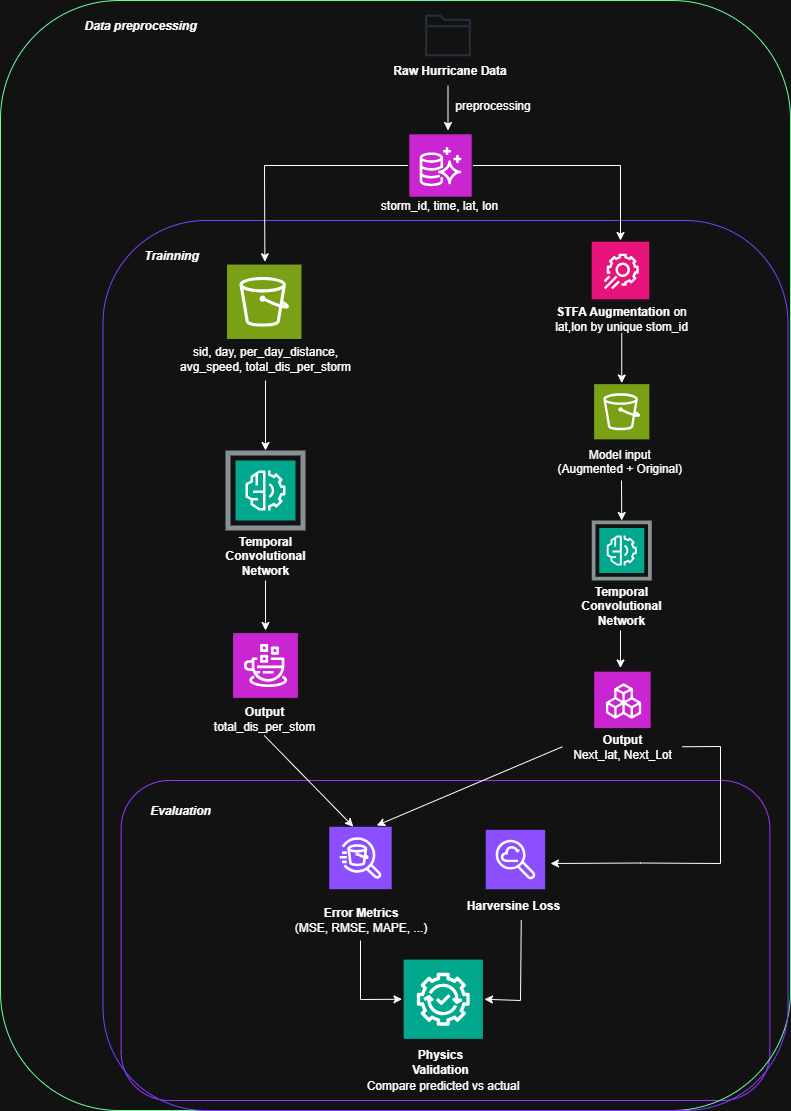 Data preprocessing
Raw Hurricane Data
preprocessing
storm_id, time, lat, lon
Trainning
sid, day, per_day_distance,
avg_speed, total_dis_per_storm
STFA Augmentation on
lat,lon by unique stom_id
Model input
(Augmented + Original)
Temporal
Convolutional
Network
Temporal
Convolutional
Network
Output
total_dis_per_stom
Output
Next_lat, Next_Lot
Evaluation
Error Metrics
(MSE, RMSE, MAPE, ...)
Harversine Loss
Physics
Validation
Compare predicted vs actual